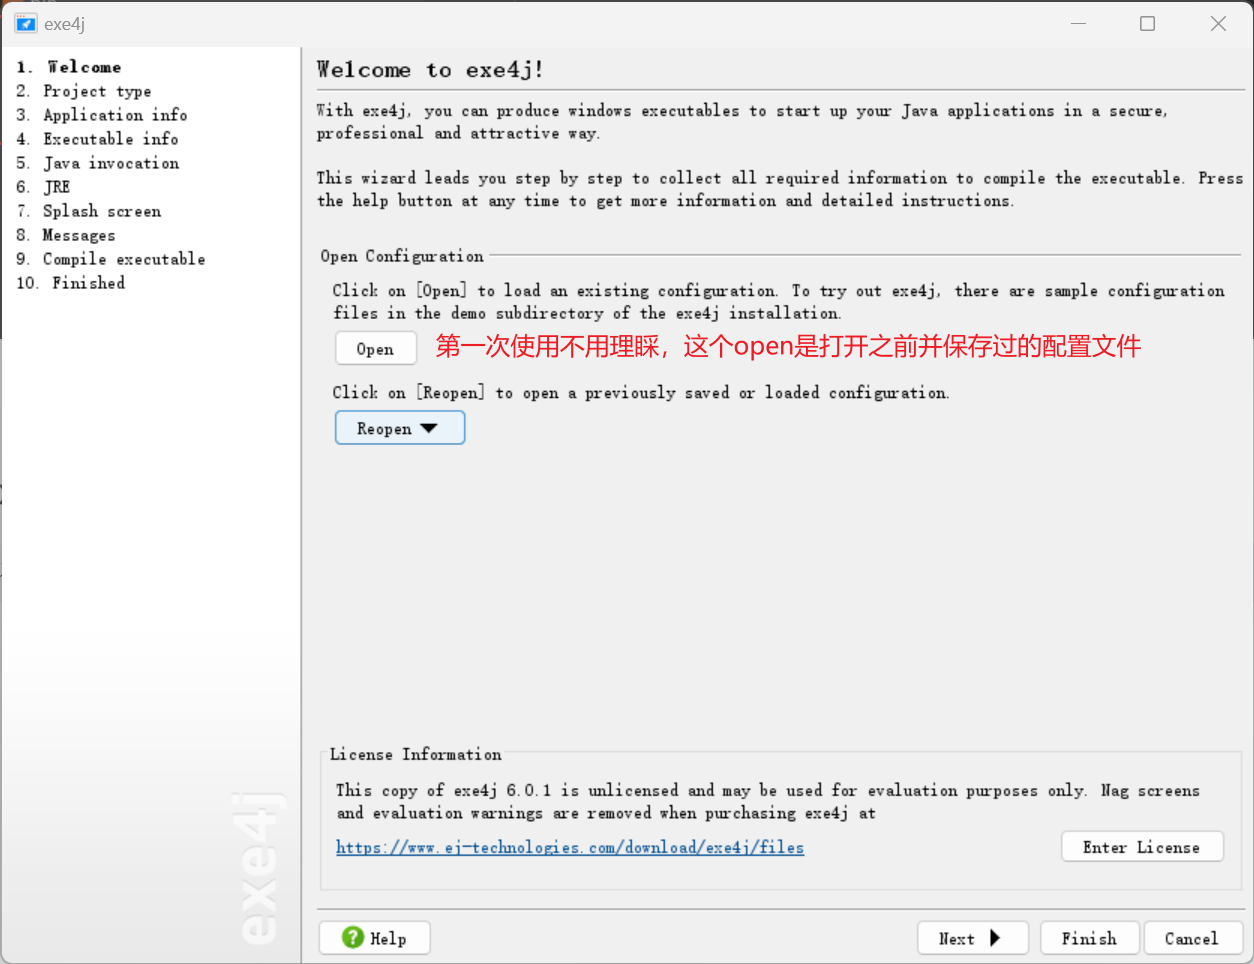 exe4j
1. Welcome
2. Project type
3. Application info
4. Executable info
5. Java invocation
6. JRE
7. Splash screen
8. Messages
9. Compile executable
10. Finished
exe4j
Welcome to exe4j!
With exe4j, you can produce windows executables to start up your Java applications in a secure,
professional and attractive way.
This wizard leads you step by step to collect all required information to compile the executable. Press
the help button at any time to get more information and detailed instructions.
Open Configuration
Click on [Open] to load an existing configuration. To try out exe4j, there are sample configuration
files in the demo subdirectory of the exe4j installation.
Open 第一次使用不用理睬，这个open是打开之前并保存过的配置文件
Click on [Reopen] to open a previously saved or loaded configuration.
Reopen
License Information
This copy of exe4j 6.0.1 is unlicensed and may be used for evaluation purposes only. Nag screens
and evaluation warnings are removed when purchasing exe4j at
https://www.ej-technologies.com/download/exe4j/files
Enter License
Help
Next
Finish
Cancel